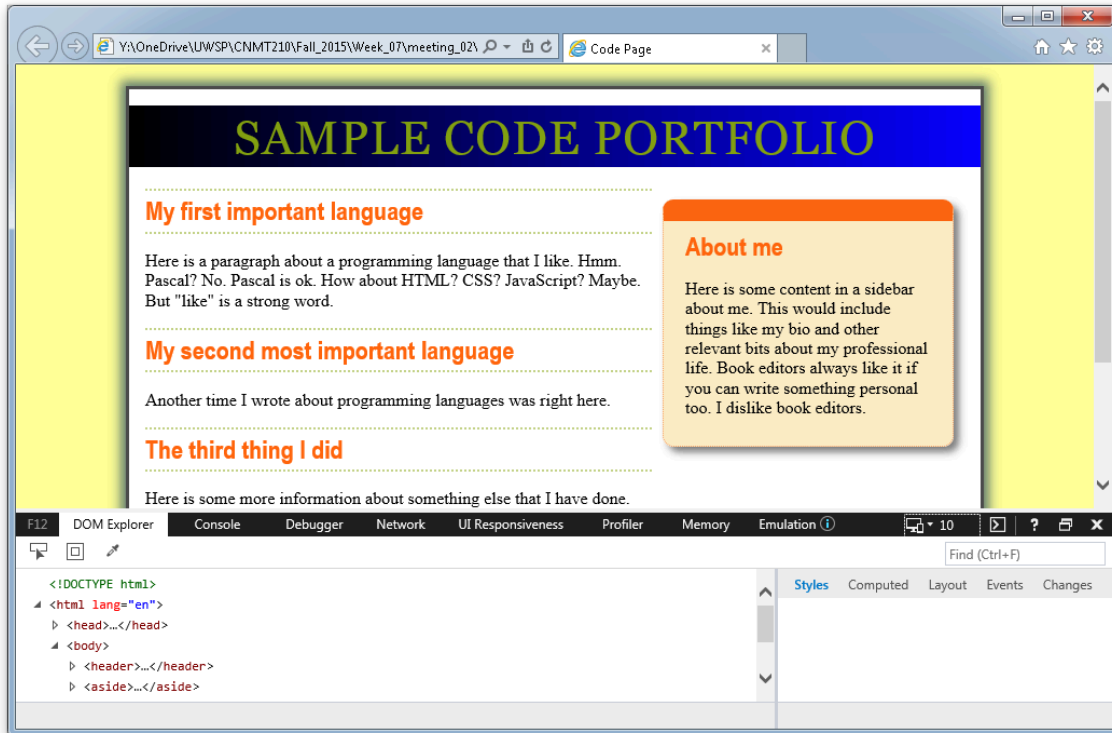 Y:\OneDrive\UWSP\CNMT210\Fall_2015\Week_07\meeting_02\
Code Page
SAMPLE CODE PORTFOLIO
My first important language
Here is a paragraph about a programming language that I like. Hmm.
Pascal? No. Pascal is ok. How about HTML? CSS? JavaScript? Maybe.
But "like" is a strong word.
My second most important language
Another time I wrote about programming languages was right here.
The third thing I did
Here is some more information about something else that I have done.
About me
Here is some content in a sidebar
about me. This would include
things like my bio and other
relevant bits about my professional
life. Book editors always like it if
you can write something personal
too. I dislike book editors.
F12 DOM Explorer Console Debugger Network UI Responsiveness Profiler Memory Emulation 10 ?
Find (Ctrl+F)
<!DOCTYPE html>
<html lang="en">
<head>…</head>
<body>
<header>…</header>
<aside>…</aside>
Styles Computed Layout Events Changes